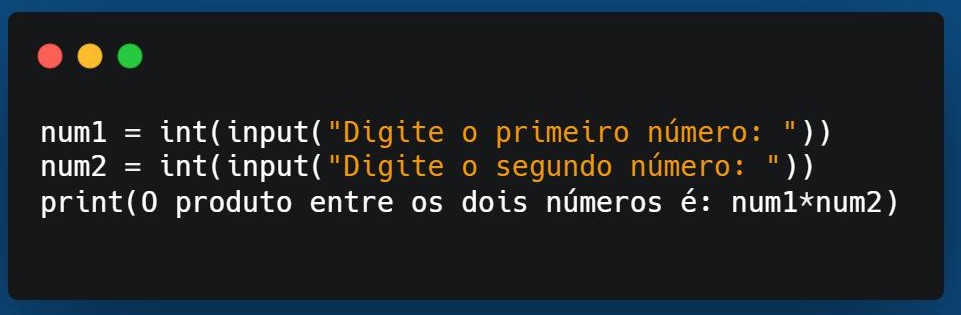 num1 = int(input("Digite o primeiro número: "))
num2 = int(input("Digite o segundo número: "))
print(O produto entre os dois números é: num1*num2)